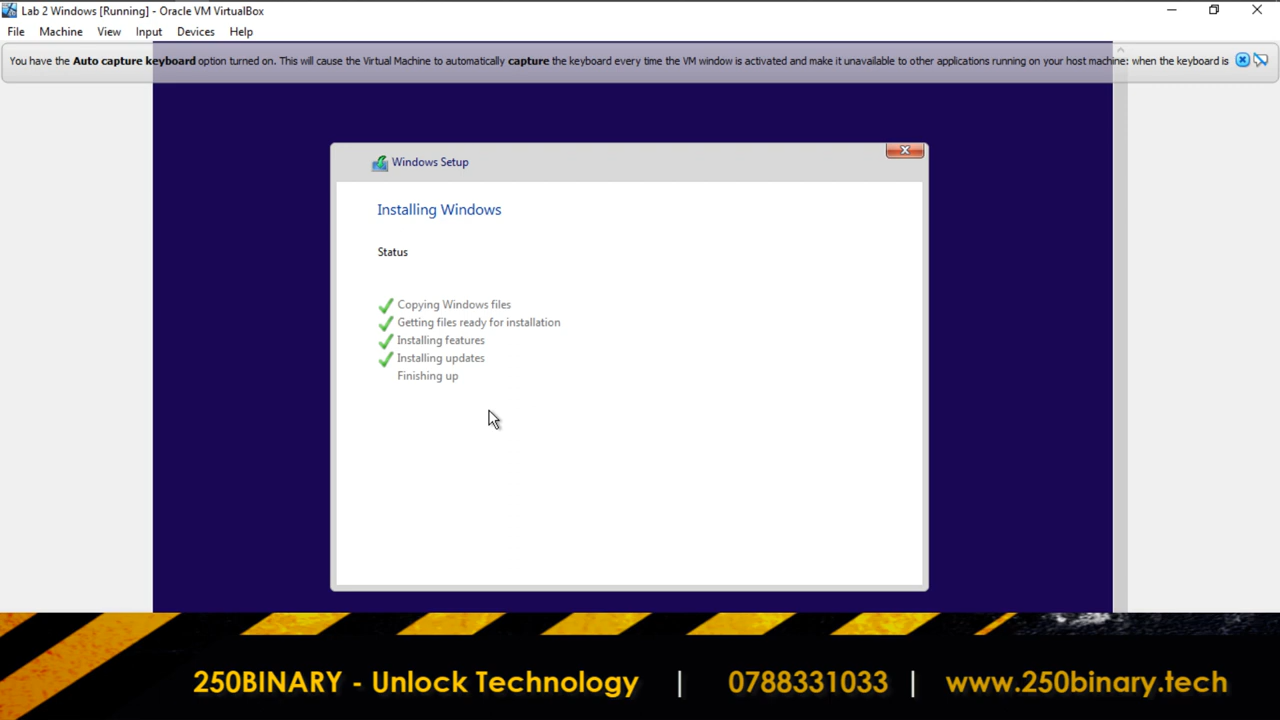 Lab 2 Windows [Running] - Oracle VM VirtualBox
File Machine View Input Devices Help
You have the Auto capture keyboard option turned on. This will cause the Virtual Machine to automatically capture the keyboard every time the VM window is activated and make it unavailable to other applications running on your host machine: when the keyboard is
Windows Setup
Installing Windows
Status
Copying Windows files
Getting files ready for installation
Installing features
Installing updates
Finishing up
250BINARY - Unlock Technology | 0788331033 | www.250binary.tech